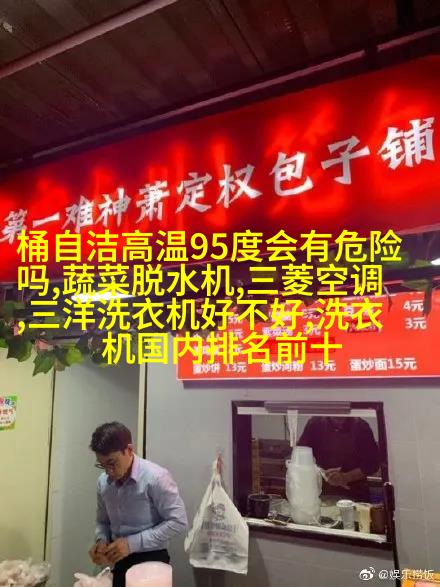 第一难神萧定权包子铺
桶自洁高温95度会有危险
吗,蔬菜脱水机,三菱空调
,三洋洗衣机好不好,洗衣
机国内排名前十
4元
3元
3元
蛋炒饼 13元 蛋炒河粉 13元 蛋炒面15元
@娱乐捞饭